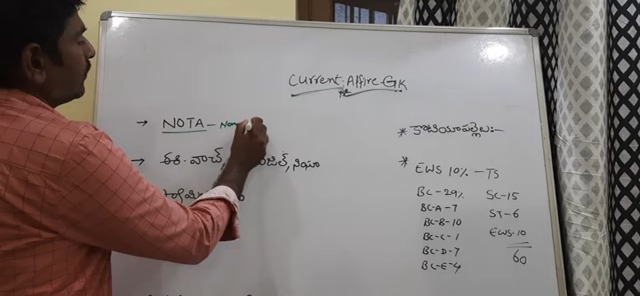 Current Affire GK
→ NOTA - Non
→ ఈ. వాచ్ నిఘా
* కొటియాపల్లెలు:-
* EWS 10% - TS
BC-29% SC-15
BC-A-7 ST-6
BC-B-10 EWS-10
BC-C-1 60
BC-D-7
BC-E-4